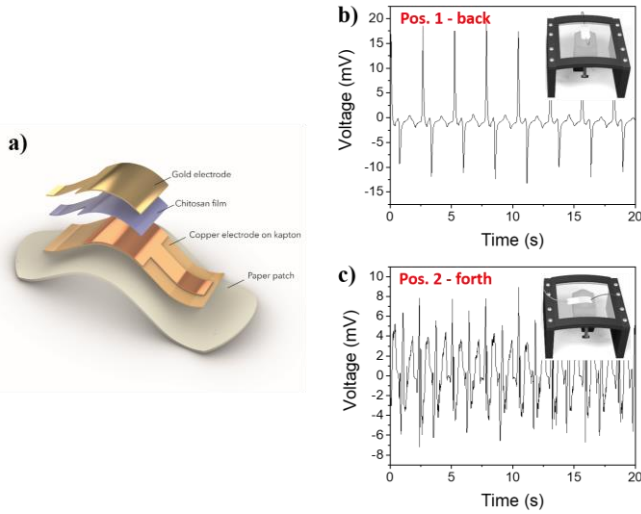 a)
Gold electrode
Chitosan film
Copper electrode on kapton
Paper patch
b)
Pos. 1 - back
Voltage (mV)
20
15
10
5
0
-5
-10
-15
0 5 10 15 20
Time (s)
c)
Pos. 2 - forth
Voltage (mV)
10
8
6
4
2
0
-2
-4
-6
-8
0 5 10 15 20
Time (s)